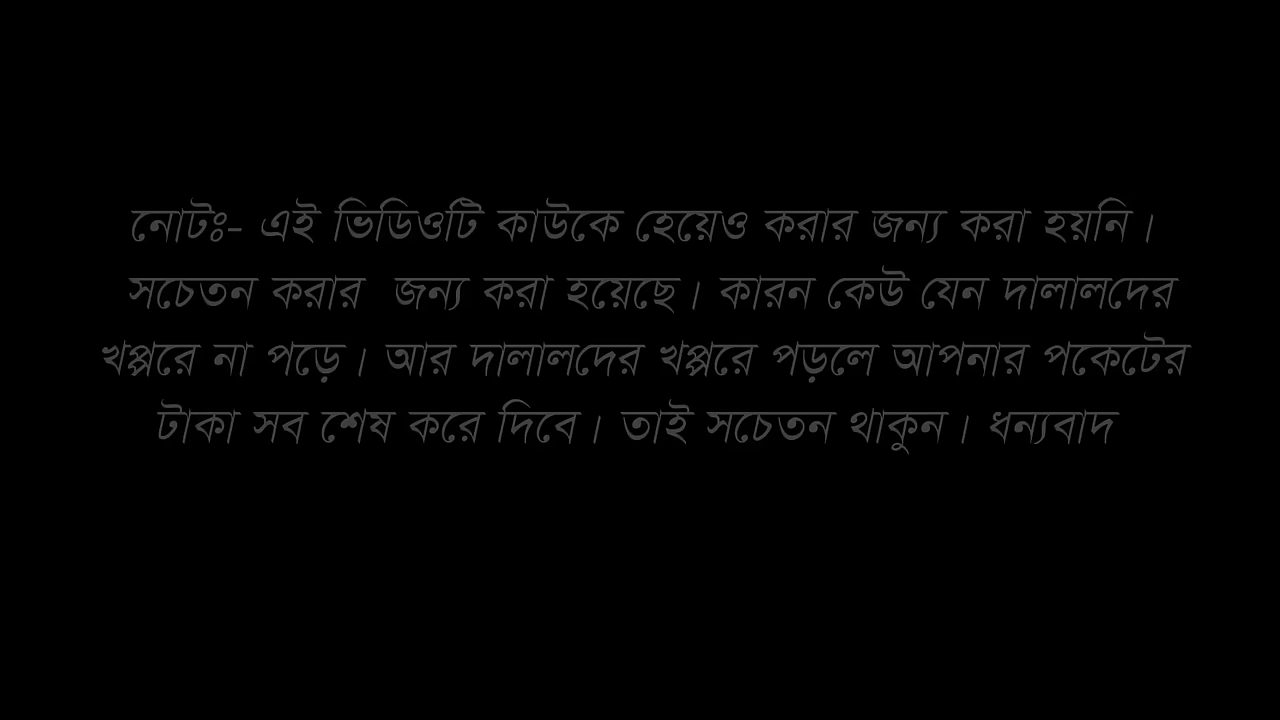 নোটঃ- এই ভিডিওটি কাউকে হেয়েও করার জন্য করা হয়নি।
সচেতন করার জন্য করা হয়েছে। কারন কেউ যেন দালালদের
খপ্পরে না পড়ে। আর দালালদের খপ্পরে পড়লে আপনার পকেটের
টাকা সব শেষ করে দিবে। তাই সচেতন থাকুন। ধন্যবাদ